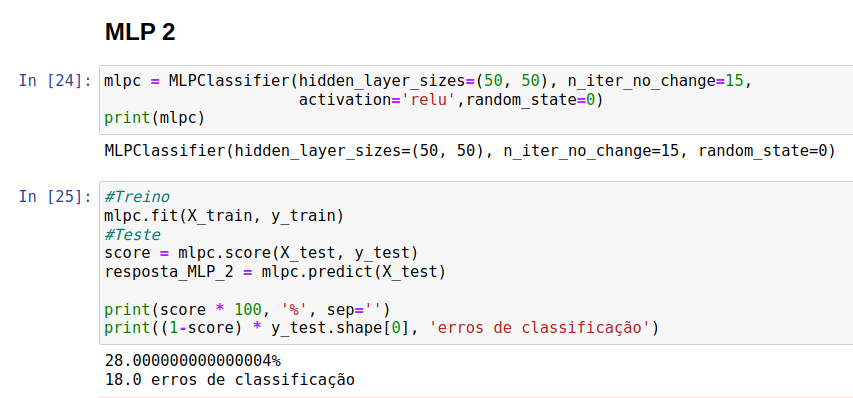 MLP 2
In [24]: mlpc = MLPClassifier(hidden_layer_sizes=(50, 50), n_iter_no_change=15,
activation='relu',random_state=0)
print(mlpc)
MLPClassifier(hidden_layer_sizes=(50, 50), n_iter_no_change=15, random_state=0)
In [25]: #Treino
mlpc.fit(X_train, y_train)
#Teste
score = mlpc.score(X_test, y_test)
resposta_MLP_2 = mlpc.predict(X_test)
print(score * 100, '%', sep='')
print((1-score) * y_test.shape[0], 'erros de classificação')
28.000000000000004%
18.0 erros de classificação